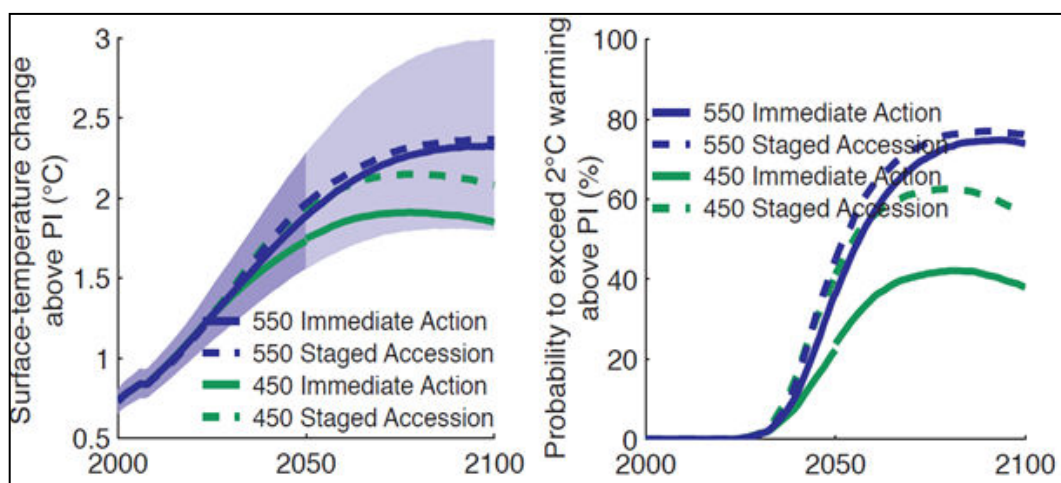 Surface-temperature change
above PI (°C)
3
2.5
2
1.5
1
0.5
2000
2050
2100
550 Immediate Action
550 Staged Accession
450 Immediate Action
450 Staged Accession
Probability to exceed 2°C warming
above PI (%)
100
80
60
40
20
0
2000
2050
2100
550 Immediate Action
550 Staged Accession
450 Immediate Action
450 Staged Accession